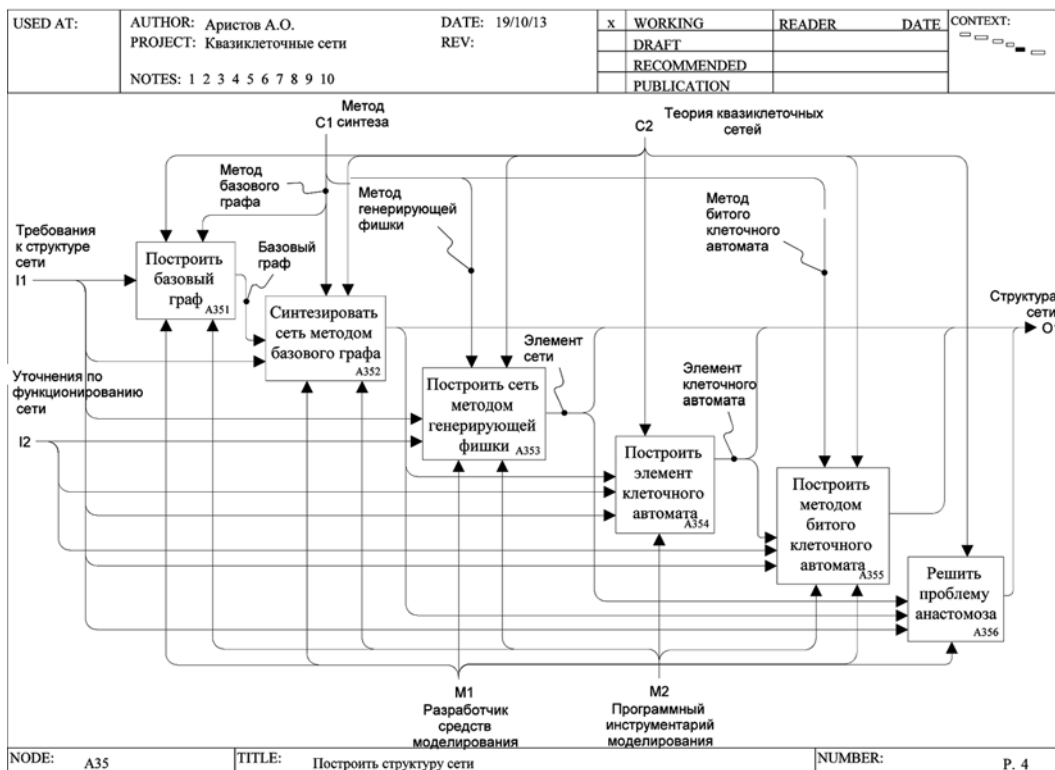 USED AT:
AUTHOR: Аристов А.О.
DATE: 19/10/13
PROJECT: Квазиклеточные сети
REV:
NOTES: 1 2 3 4 5 6 7 8 9 10
x WORKING
READER DATE
CONTEXT:
DRAFT
RECOMMENDED
PUBLICATION
Метод
C1 синтеза
C2
Теория квазиклеточных
сетей
Метод
базового
графа
Метод
генерирующей
фишки
Метод
битого
клеточного
автомата
Требования
к структуре
сети
I1
Построить
базовый
граф
A351
Базовый
граф
Синтезировать
сеть методом
базового графа
A352
Структура
сети
O1
Уточнения по
функционированию
сети
I2
Элемент
сети
Построить сеть
методом
генерирующей
фишки
A353
Элемент
клеточного
автомата
Построить
элемент
клеточного
автомата
A354
Построить
методом
битого
клеточного
автомата
A355
Решить
проблему
анастомоза
A356
M1
Разработчик
средств
моделирования
M2
Программный
инструментарий
моделирования
NODE: A35
TITLE: Построить структуру сети
NUMBER: P. 4